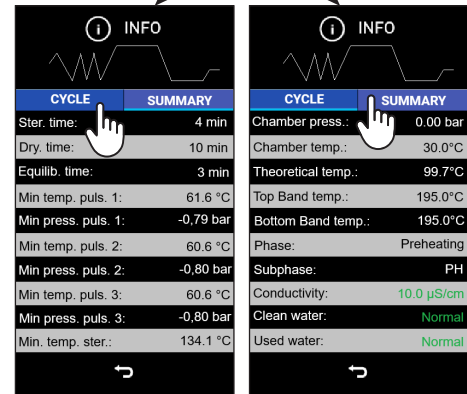 i INFO
CYCLE SUMMARY
Ster. time: 4 min
Dry. time: 10 min
Equilib. time: 3 min
Min temp. puls. 1: 61.6 °C
Min press. puls. 1: -0,79 bar
Min temp. puls. 2: 60.6 °C
Min press. puls. 2: -0,80 bar
Min temp. puls. 3: 60.6 °C
Min press. puls. 3: -0,80 bar
Min. temp. ster.: 134.1 °C
i INFO
CYCLE SUMMARY
Chamber press.: 0.00 bar
Chamber temp.: 30.0°C
Theoretical temp.: 99.7°C
Top Band temp.: 195.0°C
Bottom Band temp.: 195.0°C
Phase: Preheating
Subphase: PH
Conductivity: 10.0 µS/cm
Clean water: Normal
Used water: Normal